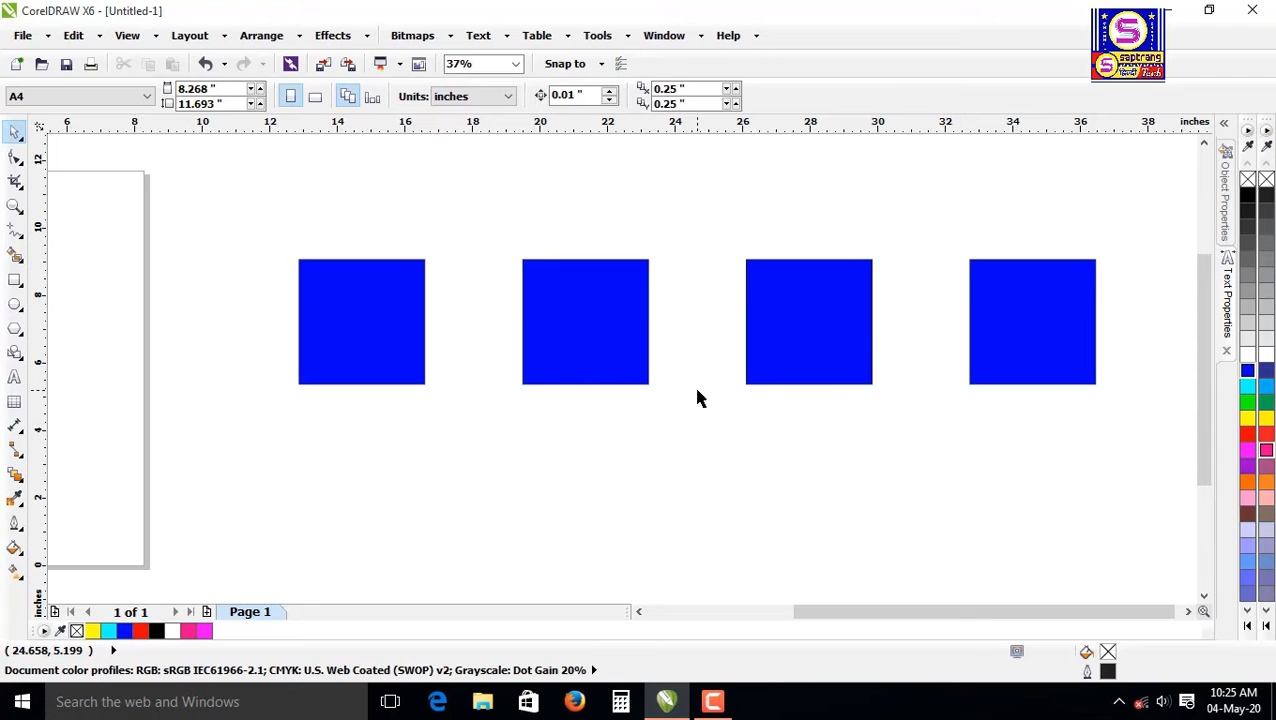 CorelDRAW X6 - [Untitled-1]
File Edit View Layout Arrange Effects Bitmaps Text Table Tools Window Help
S
S saptrang
हिन्दी Tech
37% Snap to
A4 8.268 " 11.693 " Units: inches 0.01 " 0.25 " 0.25 "
6 8 10 12 14 16 18 20 22 24 26 28 30 32 34 36 38 inches
12
10
8
6
4
2
0
inches
Object Properties
Text Properties
1 of 1 Page 1
( 24.658, 5.199 )
Document color profiles: RGB: sRGB IEC61966-2.1; CMYK: U.S. Web Coated (SWOP) v2; Grayscale: Dot Gain 20%
Search the web and Windows
10:25 AM
04-May-20